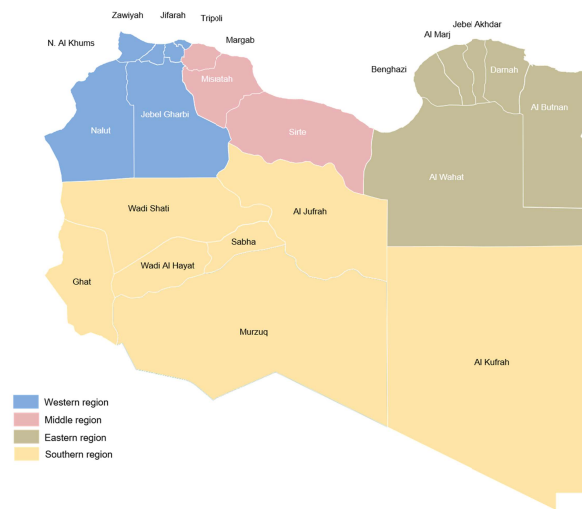 Zawiyah
Jifarah
Tripoli
Jebel Akhdar
N. Al Khums
Margab
Al Marj
Benghazi
Misratah
Darnah
Al Butnan
Nalut
Jebel Gharbi
Sirte
Al Wahat
Wadi Shati
Al Jufrah
Sabha
Wadi Al Hayat
Ghat
Murzuq
Al Kufrah
Western region
Middle region
Eastern region
Southern region